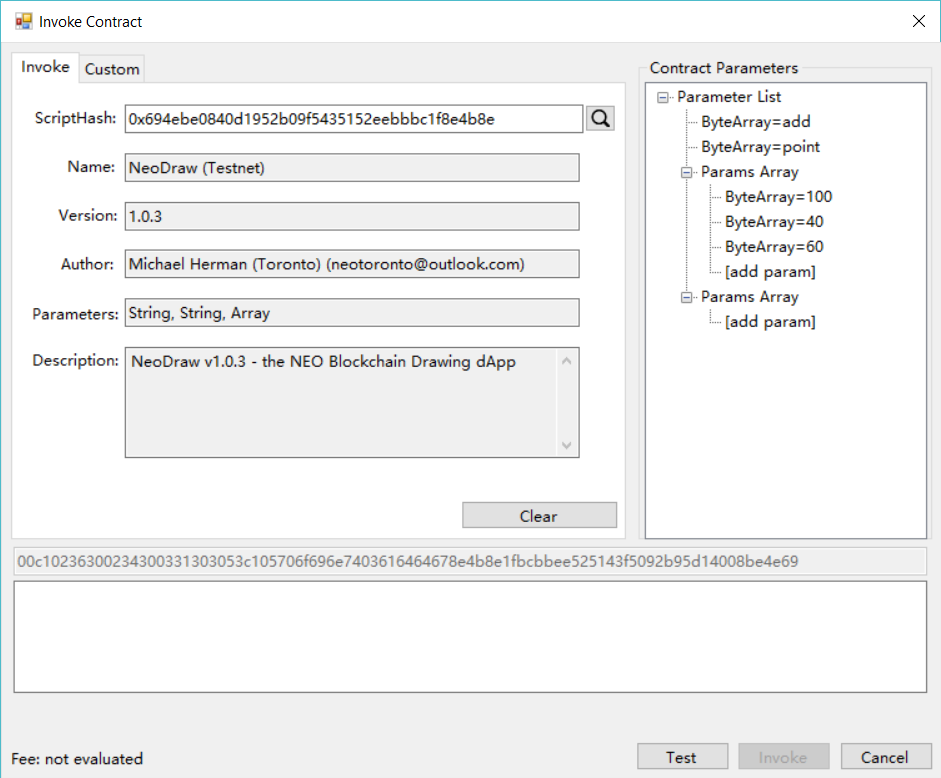 Invoke Contract
Invoke
Custom
ScriptHash: 0x694ebe0840d1952b09f5435152eebbbc1f8e4b8e
Name: NeoDraw (Testnet)
Version: 1.0.3
Author: Michael Herman (Toronto) (neotoronto@outlook.com)
Parameters: String, String, Array
Description: NeoDraw v1.0.3 - the NEO Blockchain Drawing dApp
Clear
Contract Parameters
Parameter List
ByteArray=add
ByteArray=point
Params Array
ByteArray=100
ByteArray=40
ByteArray=60
[add param]
Params Array
[add param]
00c10236300234300331303053c105706f696e7403616464678e4b8e1fbcbbee525143f5092b95d14008be4e69
Fee: not evaluated
Test
Invoke
Cancel